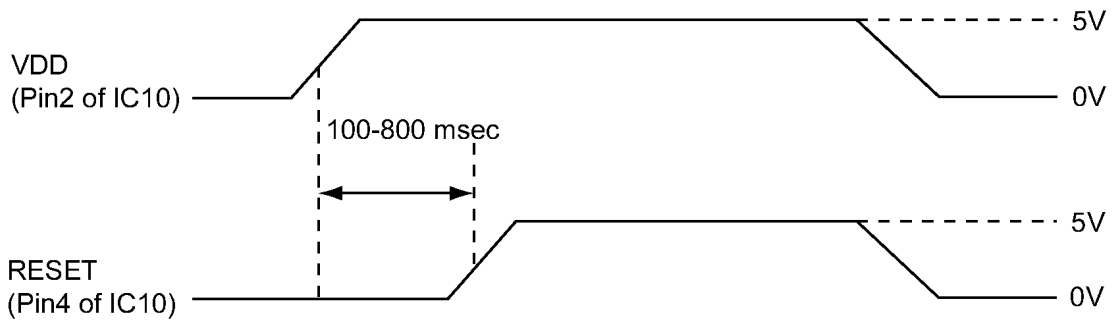 5V
VDD
(Pin2 of IC10)
0V
100-800 msec
5V
RESET
(Pin4 of IC10)
0V